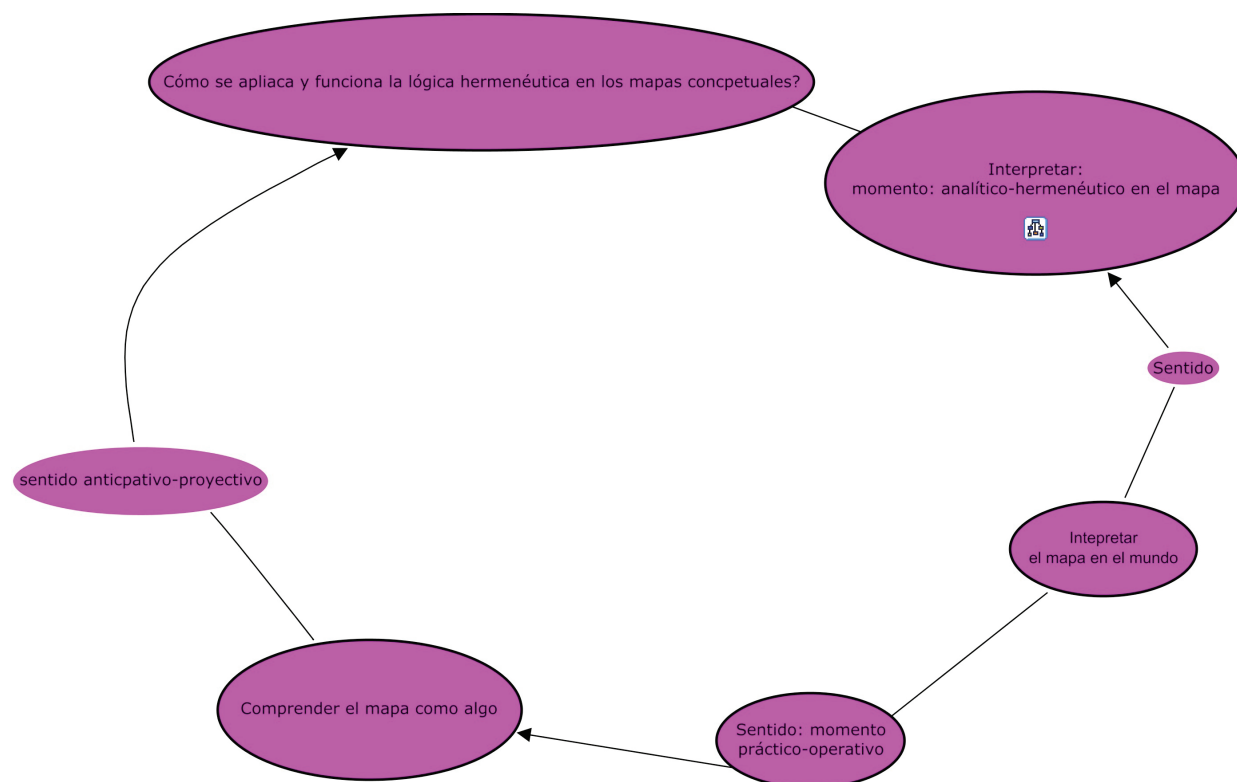 Cómo se apliaca y funciona la lógica hermenéutica en los mapas concpetuales?
Interpretar:
momento: analítico-hermenéutico en el mapa
Sentido
sentido anticpativo-proyectivo
Intepretar
el mapa en el mundo
Comprender el mapa como algo
Sentido: momento
práctico-operativo